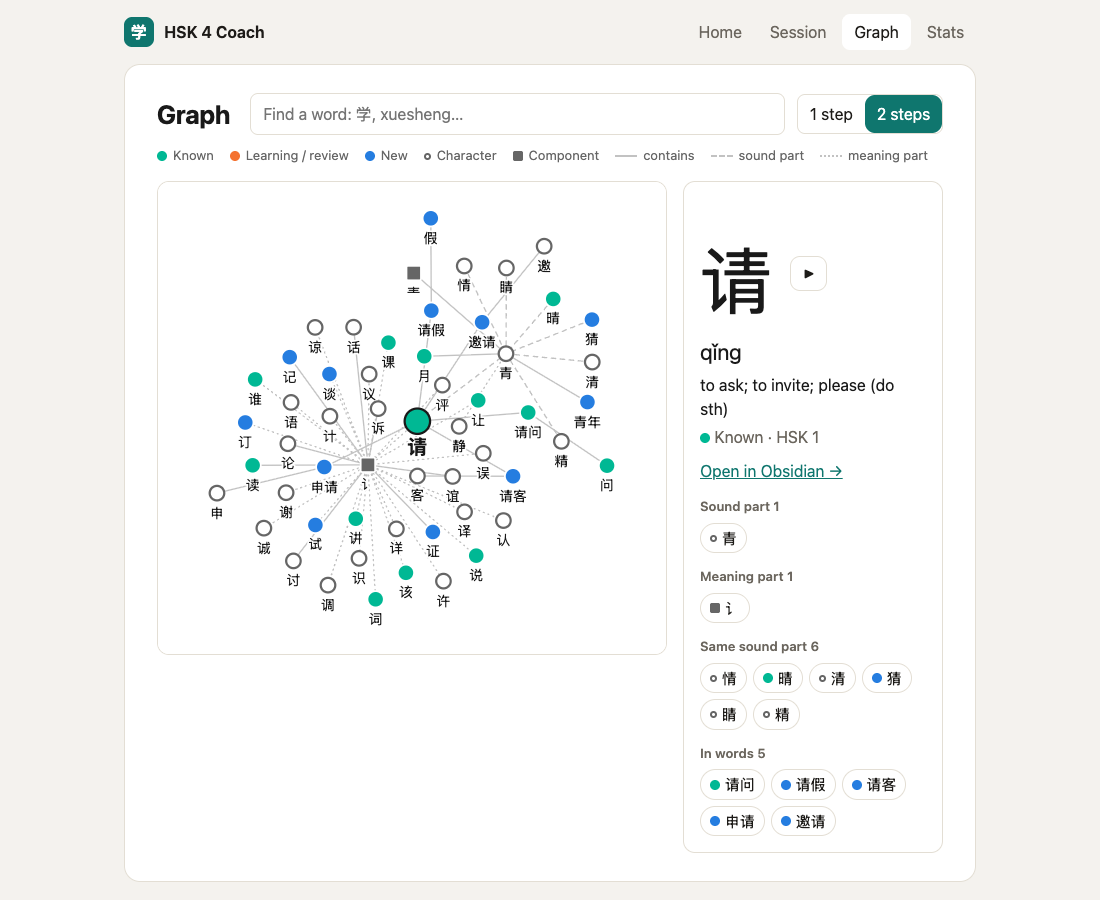 学 HSK 4 Coach Home Session Graph Stats
Graph Find a word: 学, xuesheng... 1 step 2 steps
Known Learning / review New Character Component contains sound part meaning part
假
邀
情 睛
晴
请假 邀请 猜
谅 话 课
记 月 青 清
谁 谈 议 评
语 计 诉 让 请问 青年
订 请 静
论 误 精
读 申请 讠 客 谊 请客 问
申 谢
诚 试 讲 详 译 证 认
讨 识 说
调 该 许
词
请
qǐng
to ask; to invite; please (do
sth)
Known · HSK 1
Open in Obsidian →
Sound part 1
青
Meaning part 1
讠
Same sound part 6
情 晴 清 猜
睛 精
In words 5
请问 请假 请客
申请 邀请